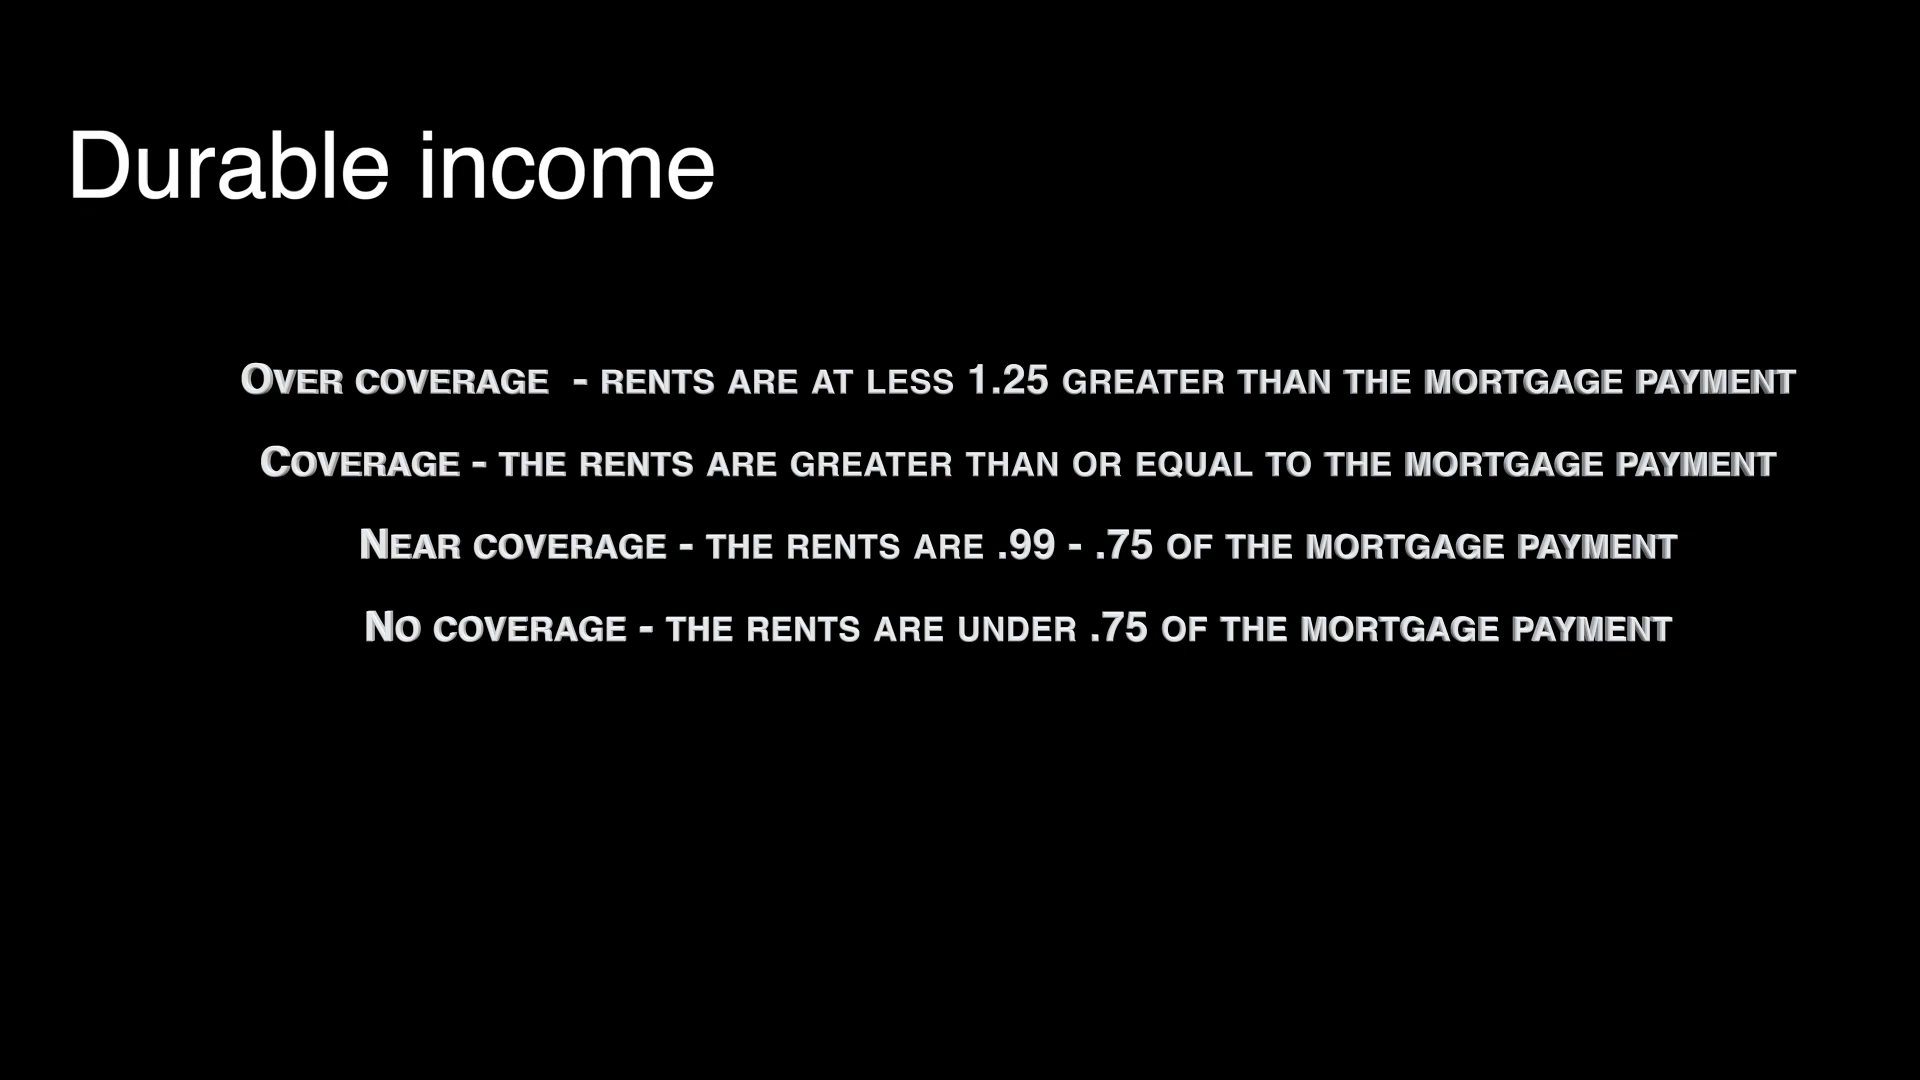 Durable income
Over coverage - rents are at less 1.25 greater than the mortgage payment
Coverage - the rents are greater than or equal to the mortgage payment
Near coverage - the rents are .99 - .75 of the mortgage payment
No coverage - the rents are under .75 of the mortgage payment